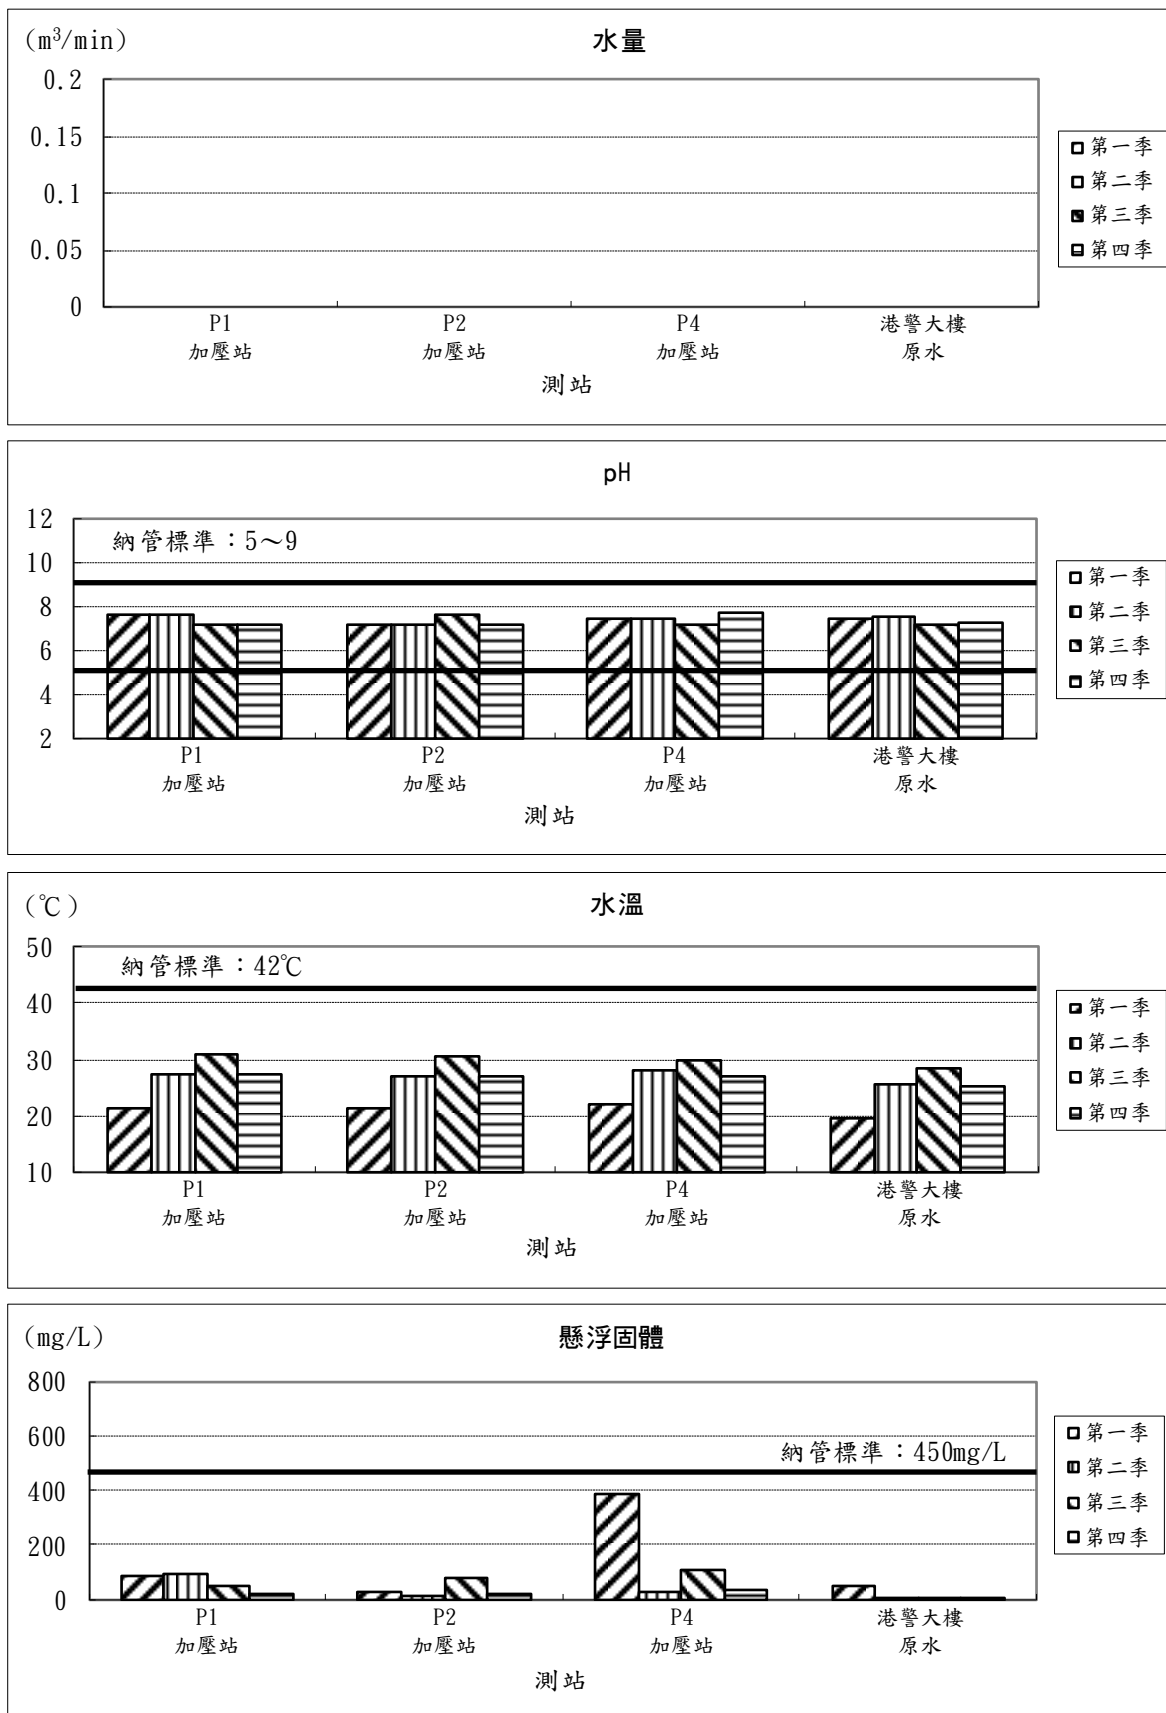 (m³/min)
水量
0.2
0.15
0.1
0.05
0
P1
加壓站
P2
加壓站
P4
加壓站
港警大樓
原水
測站
第一季
第二季
第三季
第四季
pH
12
10
8
6
4
2
納管標準：5～9
P1
加壓站
P2
加壓站
P4
加壓站
港警大樓
原水
測站
第一季
第二季
第三季
第四季
(℃)
水溫
50
40
30
20
10
納管標準：42℃
P1
加壓站
P2
加壓站
P4
加壓站
港警大樓
原水
測站
第一季
第二季
第三季
第四季
(mg/L)
懸浮固體
800
600
400
200
0
納管標準：450mg/L
P1
加壓站
P2
加壓站
P4
加壓站
港警大樓
原水
測站
第一季
第二季
第三季
第四季